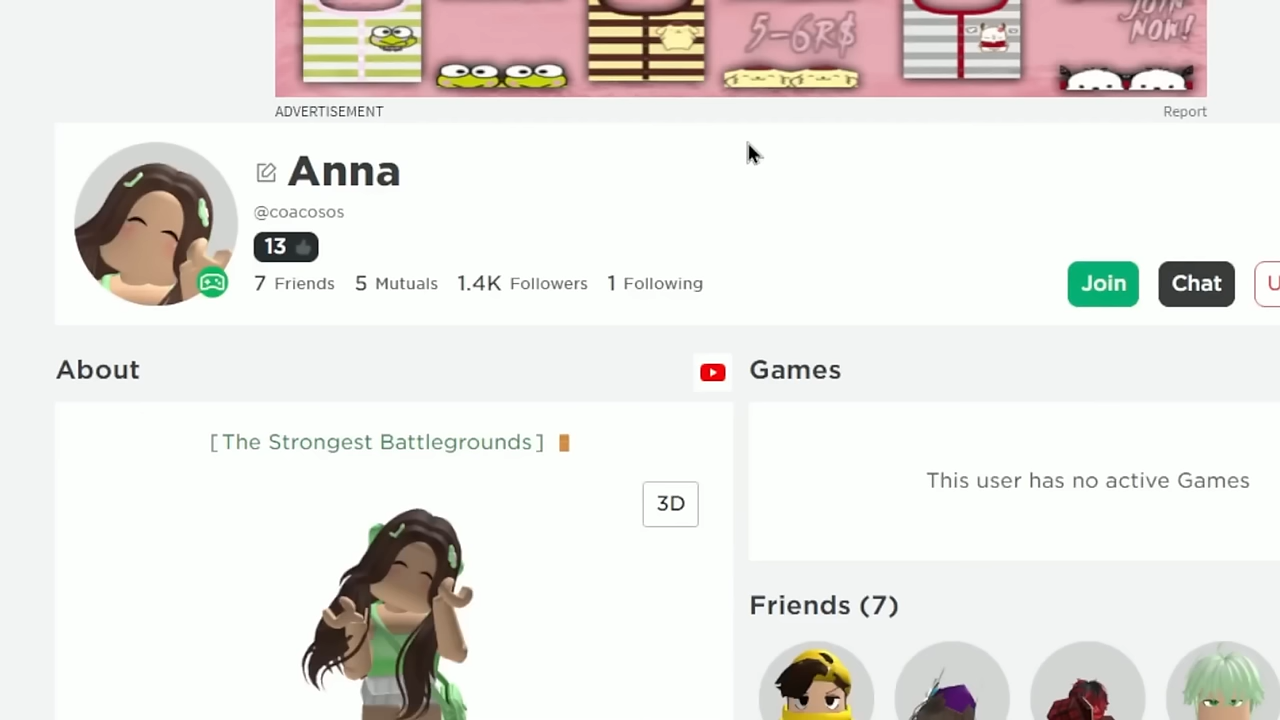 5-6R$
JOIN
NOW!
ADVERTISEMENT
Report
Anna
@coacosos
13
7 Friends 5 Mutuals 1.4K Followers 1 Following
Join
Chat
U
About
Games
[The Strongest Battlegrounds]
This user has no active Games
3D
Friends (7)